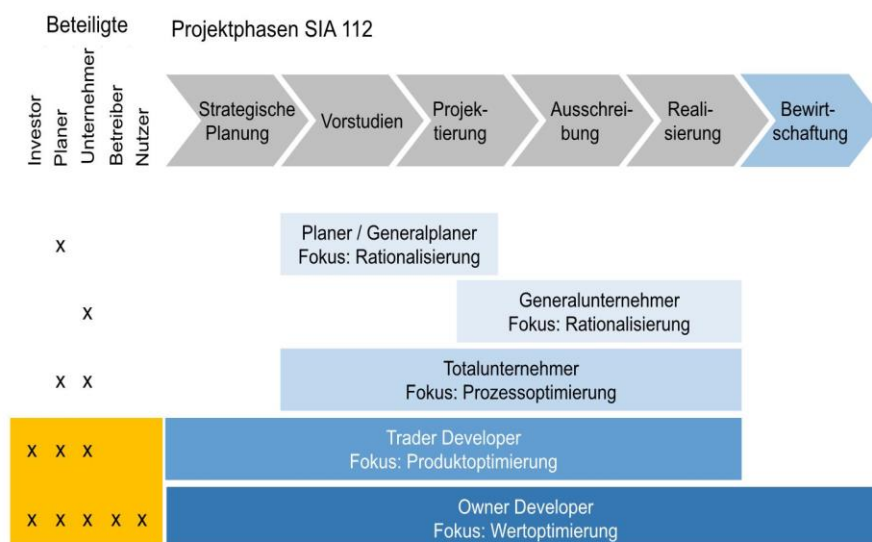 Beteiligte
Projektphasen SIA 112
Investor
Planer
Unternehmer
Betreiber
Nutzer
Strategische
Planung
Vorstudien
Projek-
tierung
Ausschrei-
bung
Reali-
sierung
Bewirt-
schaftung
x
Planer / Generalplaner
Fokus: Rationalisierung
x
Generalunternehmer
Fokus: Rationalisierung
x x
Totalunternehmer
Fokus: Prozessoptimierung
x x x
Trader Developer
Fokus: Produktoptimierung
x x x x x
Owner Developer
Fokus: Wertoptimierung